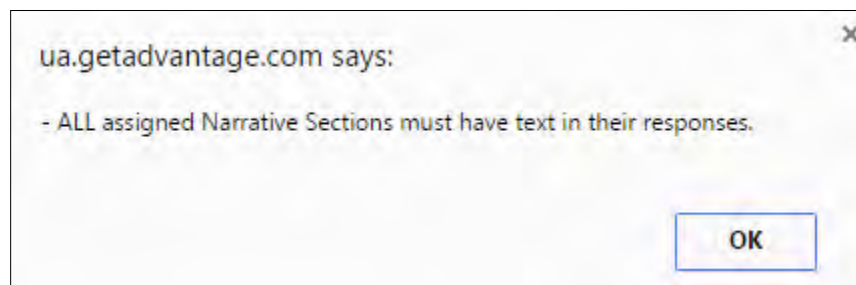 ua.getadvantage.com says:
- ALL assigned Narrative Sections must have text in their responses.
OK